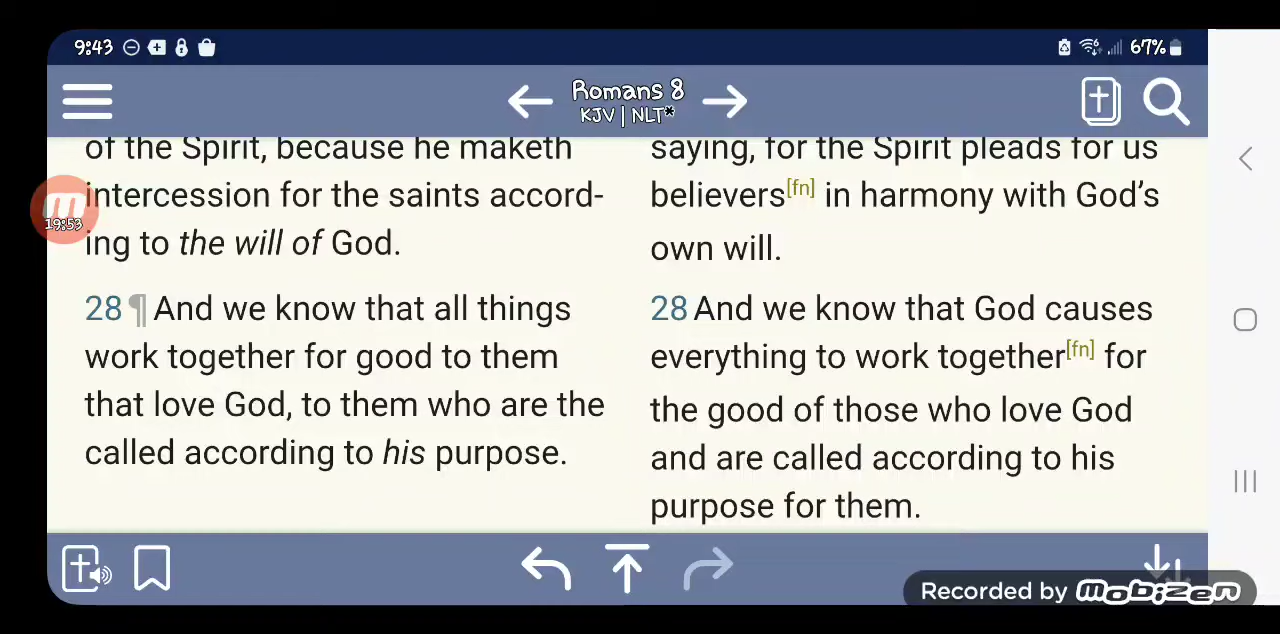 9:43
67%
Romans 8
KJV | NLT*
of the Spirit, because he maketh
intercession for the saints accord-
ing to the will of God.
28 ¶ And we know that all things
work together for good to them
that love God, to them who are the
called according to his purpose.
saying, for the Spirit pleads for us
believers[fn] in harmony with God's
own will.
28 And we know that God causes
everything to work together[fn] for
the good of those who love God
and are called according to his
purpose for them.
19:53
Recorded by mobizen